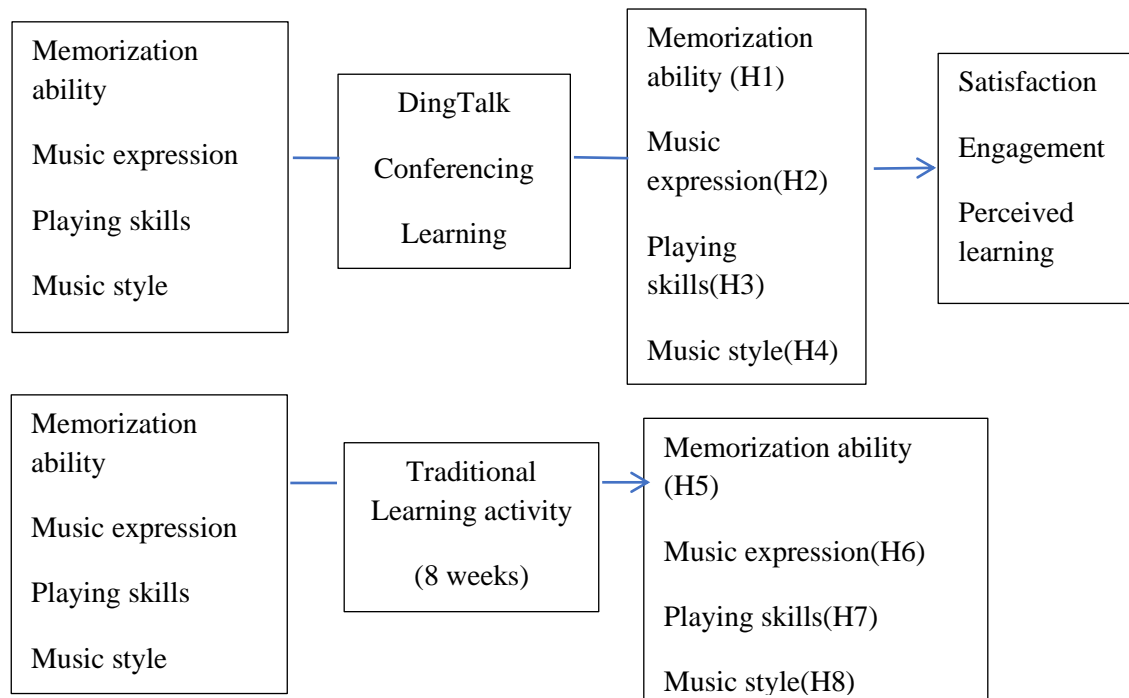 Memorization
ability
Music expression
Playing skills
Music style
DingTalk
Conferencing
Learning
Memorization
ability (H1)
Music
expression(H2)
Playing
skills(H3)
Music style(H4)
Satisfaction
Engagement
Perceived
learning
Memorization
ability
Music expression
Playing skills
Music style
Traditional
Learning activity
(8 weeks)
Memorization ability
(H5)
Music expression(H6)
Playing skills(H7)
Music style(H8)